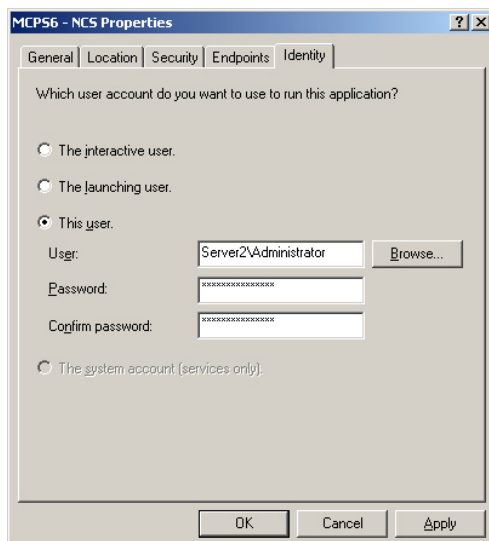 MCPS6 - NCS Properties
General Location Security Endpoints Identity
Which user account do you want to use to run this application?
The interactive user.
The launching user.
This user.
User: Server2\Administrator Browse...
Password: xxxxxxxxxxxxxxx
Confirm password: xxxxxxxxxxxxxxx
The system account (services only).
OK Cancel Apply